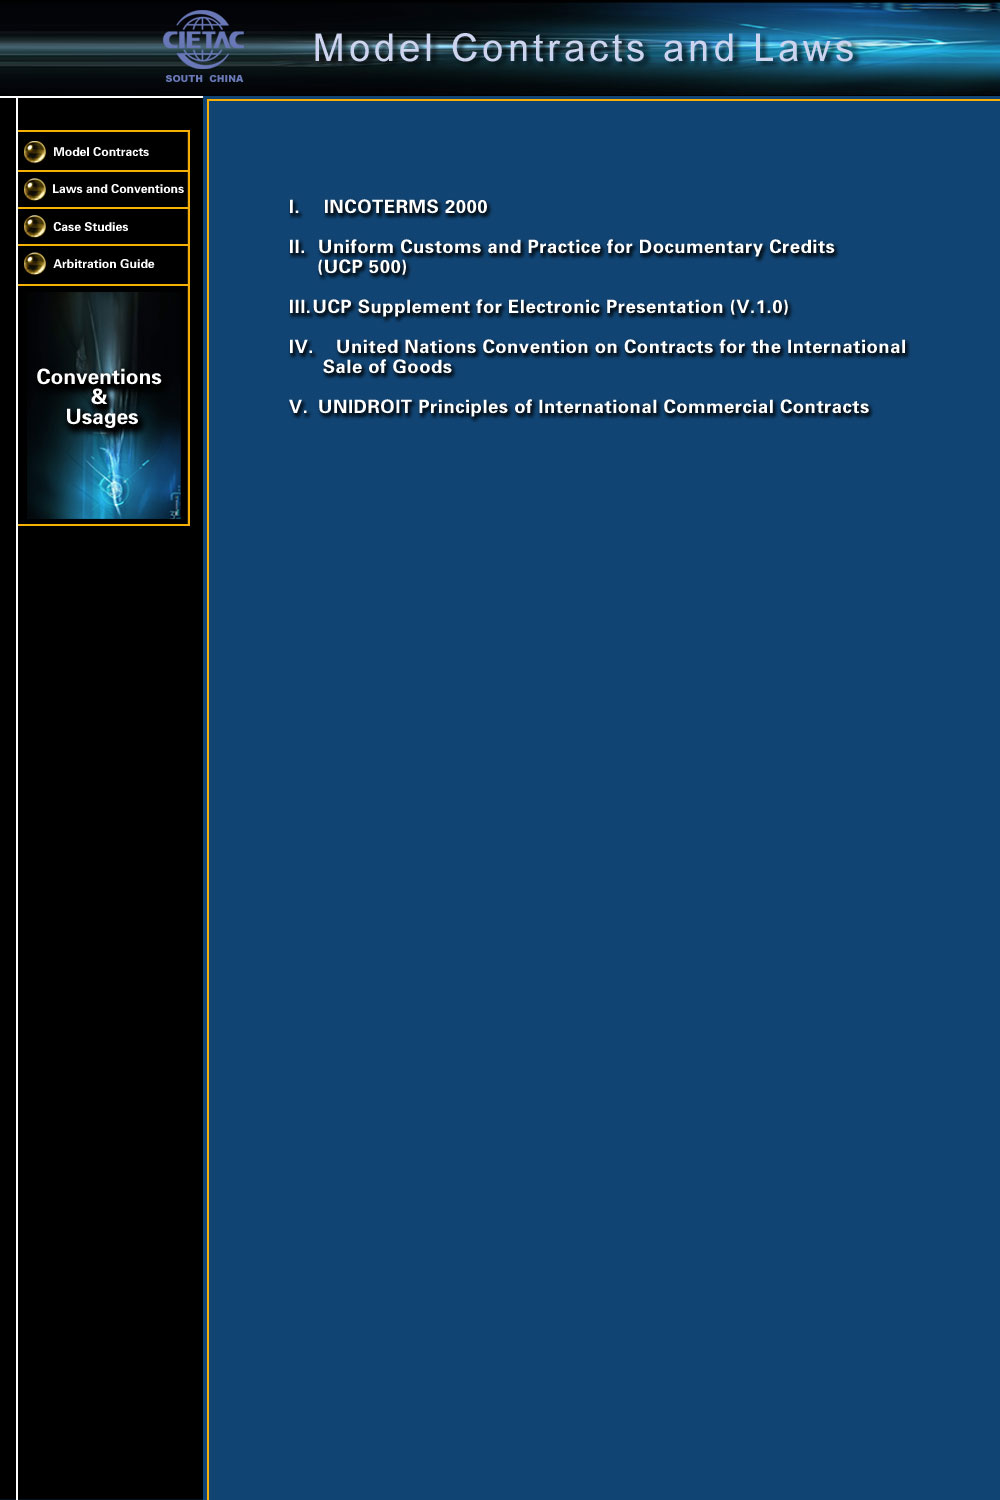 CIETAC
SOUTH CHINA
Model Contracts and Laws
Model Contracts
Laws and Conventions
Case Studies
Arbitration Guide
Conventions
&
Usages
I. INCOTERMS 2000
II. Uniform Customs and Practice for Documentary Credits
(UCP 500)
III.UCP Supplement for Electronic Presentation (V.1.0)
IV. United Nations Convention on Contracts for the International
Sale of Goods
V. UNIDROIT Principles of International Commercial Contracts